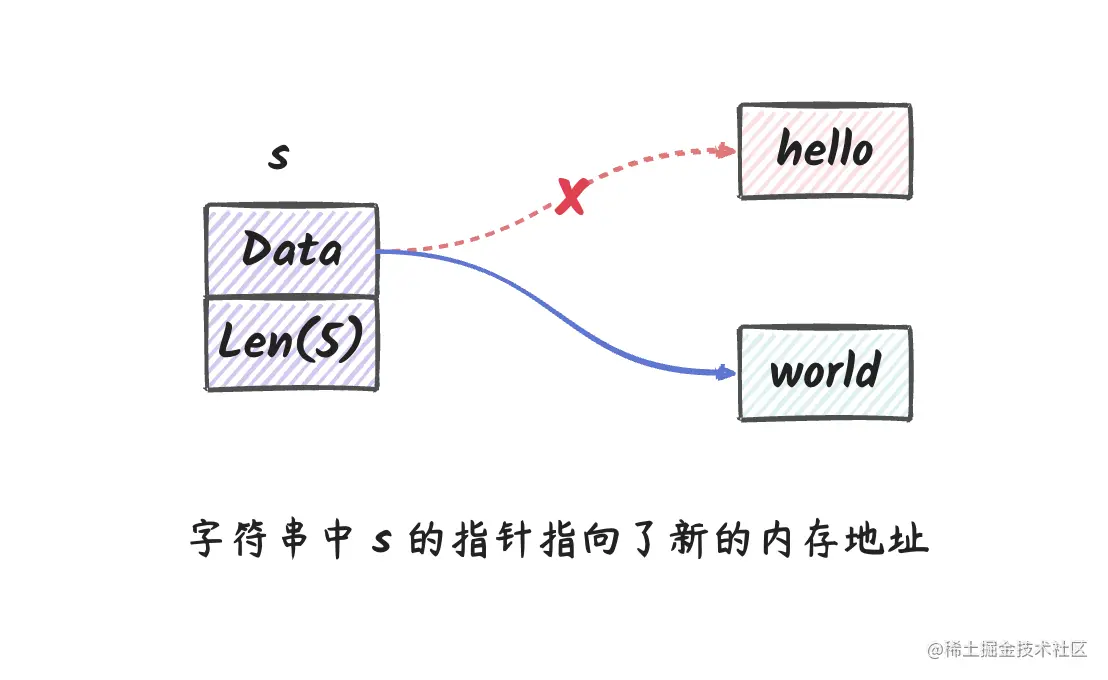 s
hello
Data
Len(5)
world
字符串中 s 的指针指向了新的内存地址
@稀土掘金技术社区